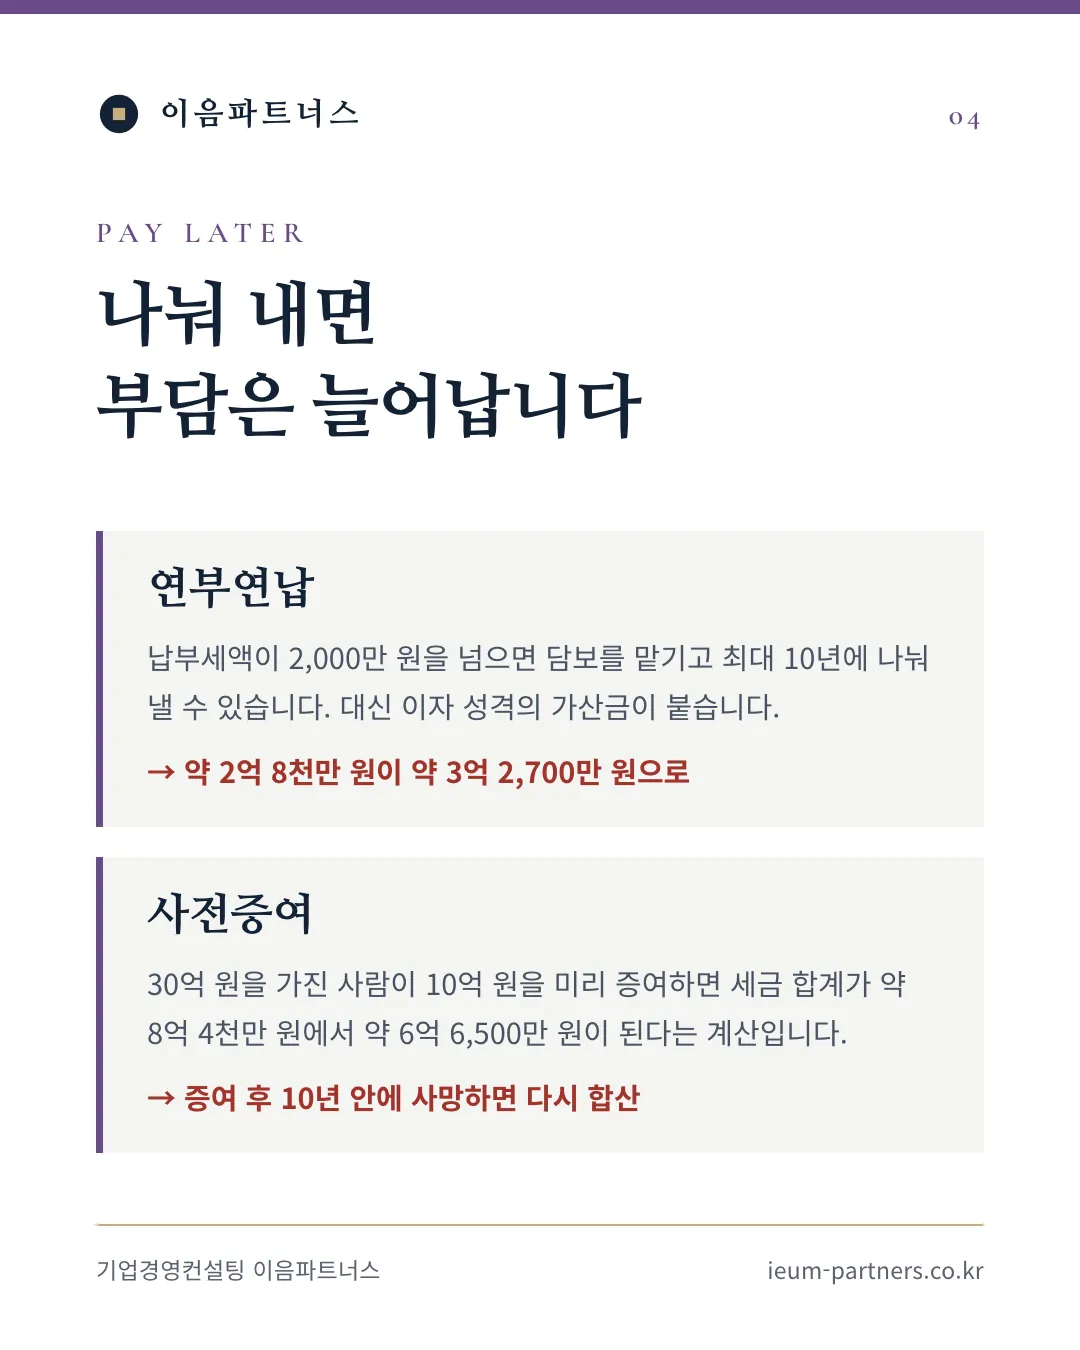 이음파트너스
04
PAY LATER
나눠 내면
부담은 늘어납니다
연부연납
납부세액이 2,000만 원을 넘으면 담보를 맡기고 최대 10년에 나눠
낼 수 있습니다. 대신 이자 성격의 가산금이 붙습니다.
→ 약 2억 8천만 원이 약 3억 2,700만 원으로
사전증여
30억 원을 가진 사람이 10억 원을 미리 증여하면 세금 합계가 약
8억 4천만 원에서 약 6억 6,500만 원이 된다는 계산입니다.
→ 증여 후 10년 안에 사망하면 다시 합산
기업경영컨설팅 이음파트너스
ieum-partners.co.kr